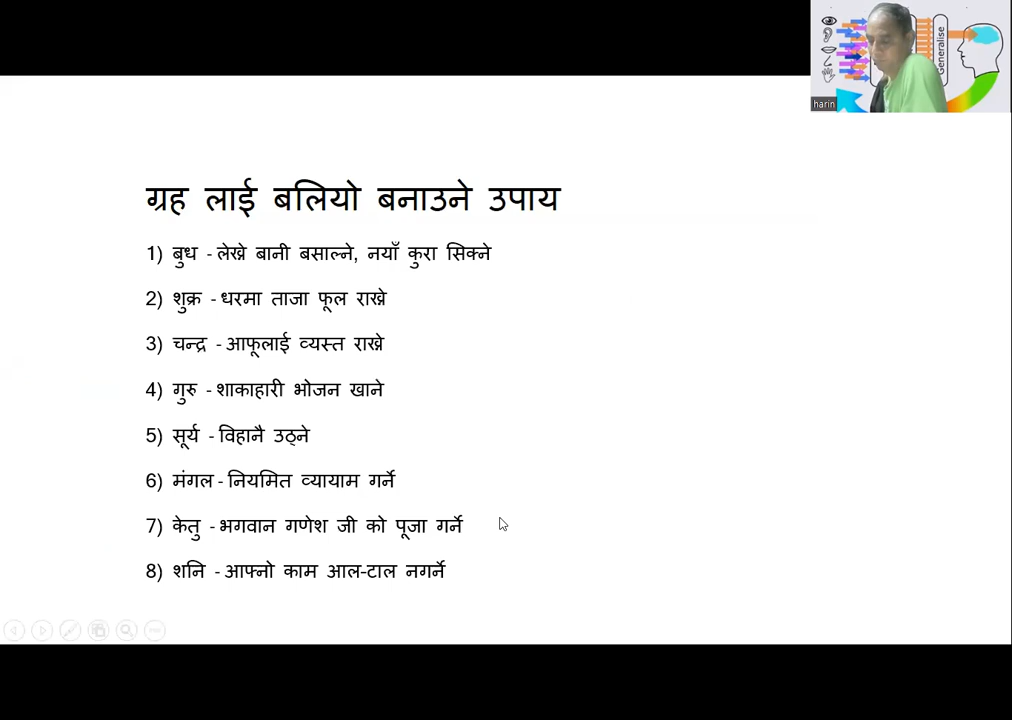 harin
Generalise
ग्रह लाई बलियो बनाउने उपाय
1) बुध - लेख्ने बानी बसाल्ने, नयाँ कुरा सिक्ने
2) शुक्र - धरमा ताजा फूल राख्ने
3) चन्द्र - आफूलाई व्यस्त राख्ने
4) गुरु - शाकाहारी भोजन खाने
5) सूर्य - विहानै उठ्ने
6) मंगल - नियमित व्यायाम गर्ने
7) केतु - भगवान गणेश जी को पूजा गर्ने
8) शनि - आफ्नो काम आल-टाल नगर्ने